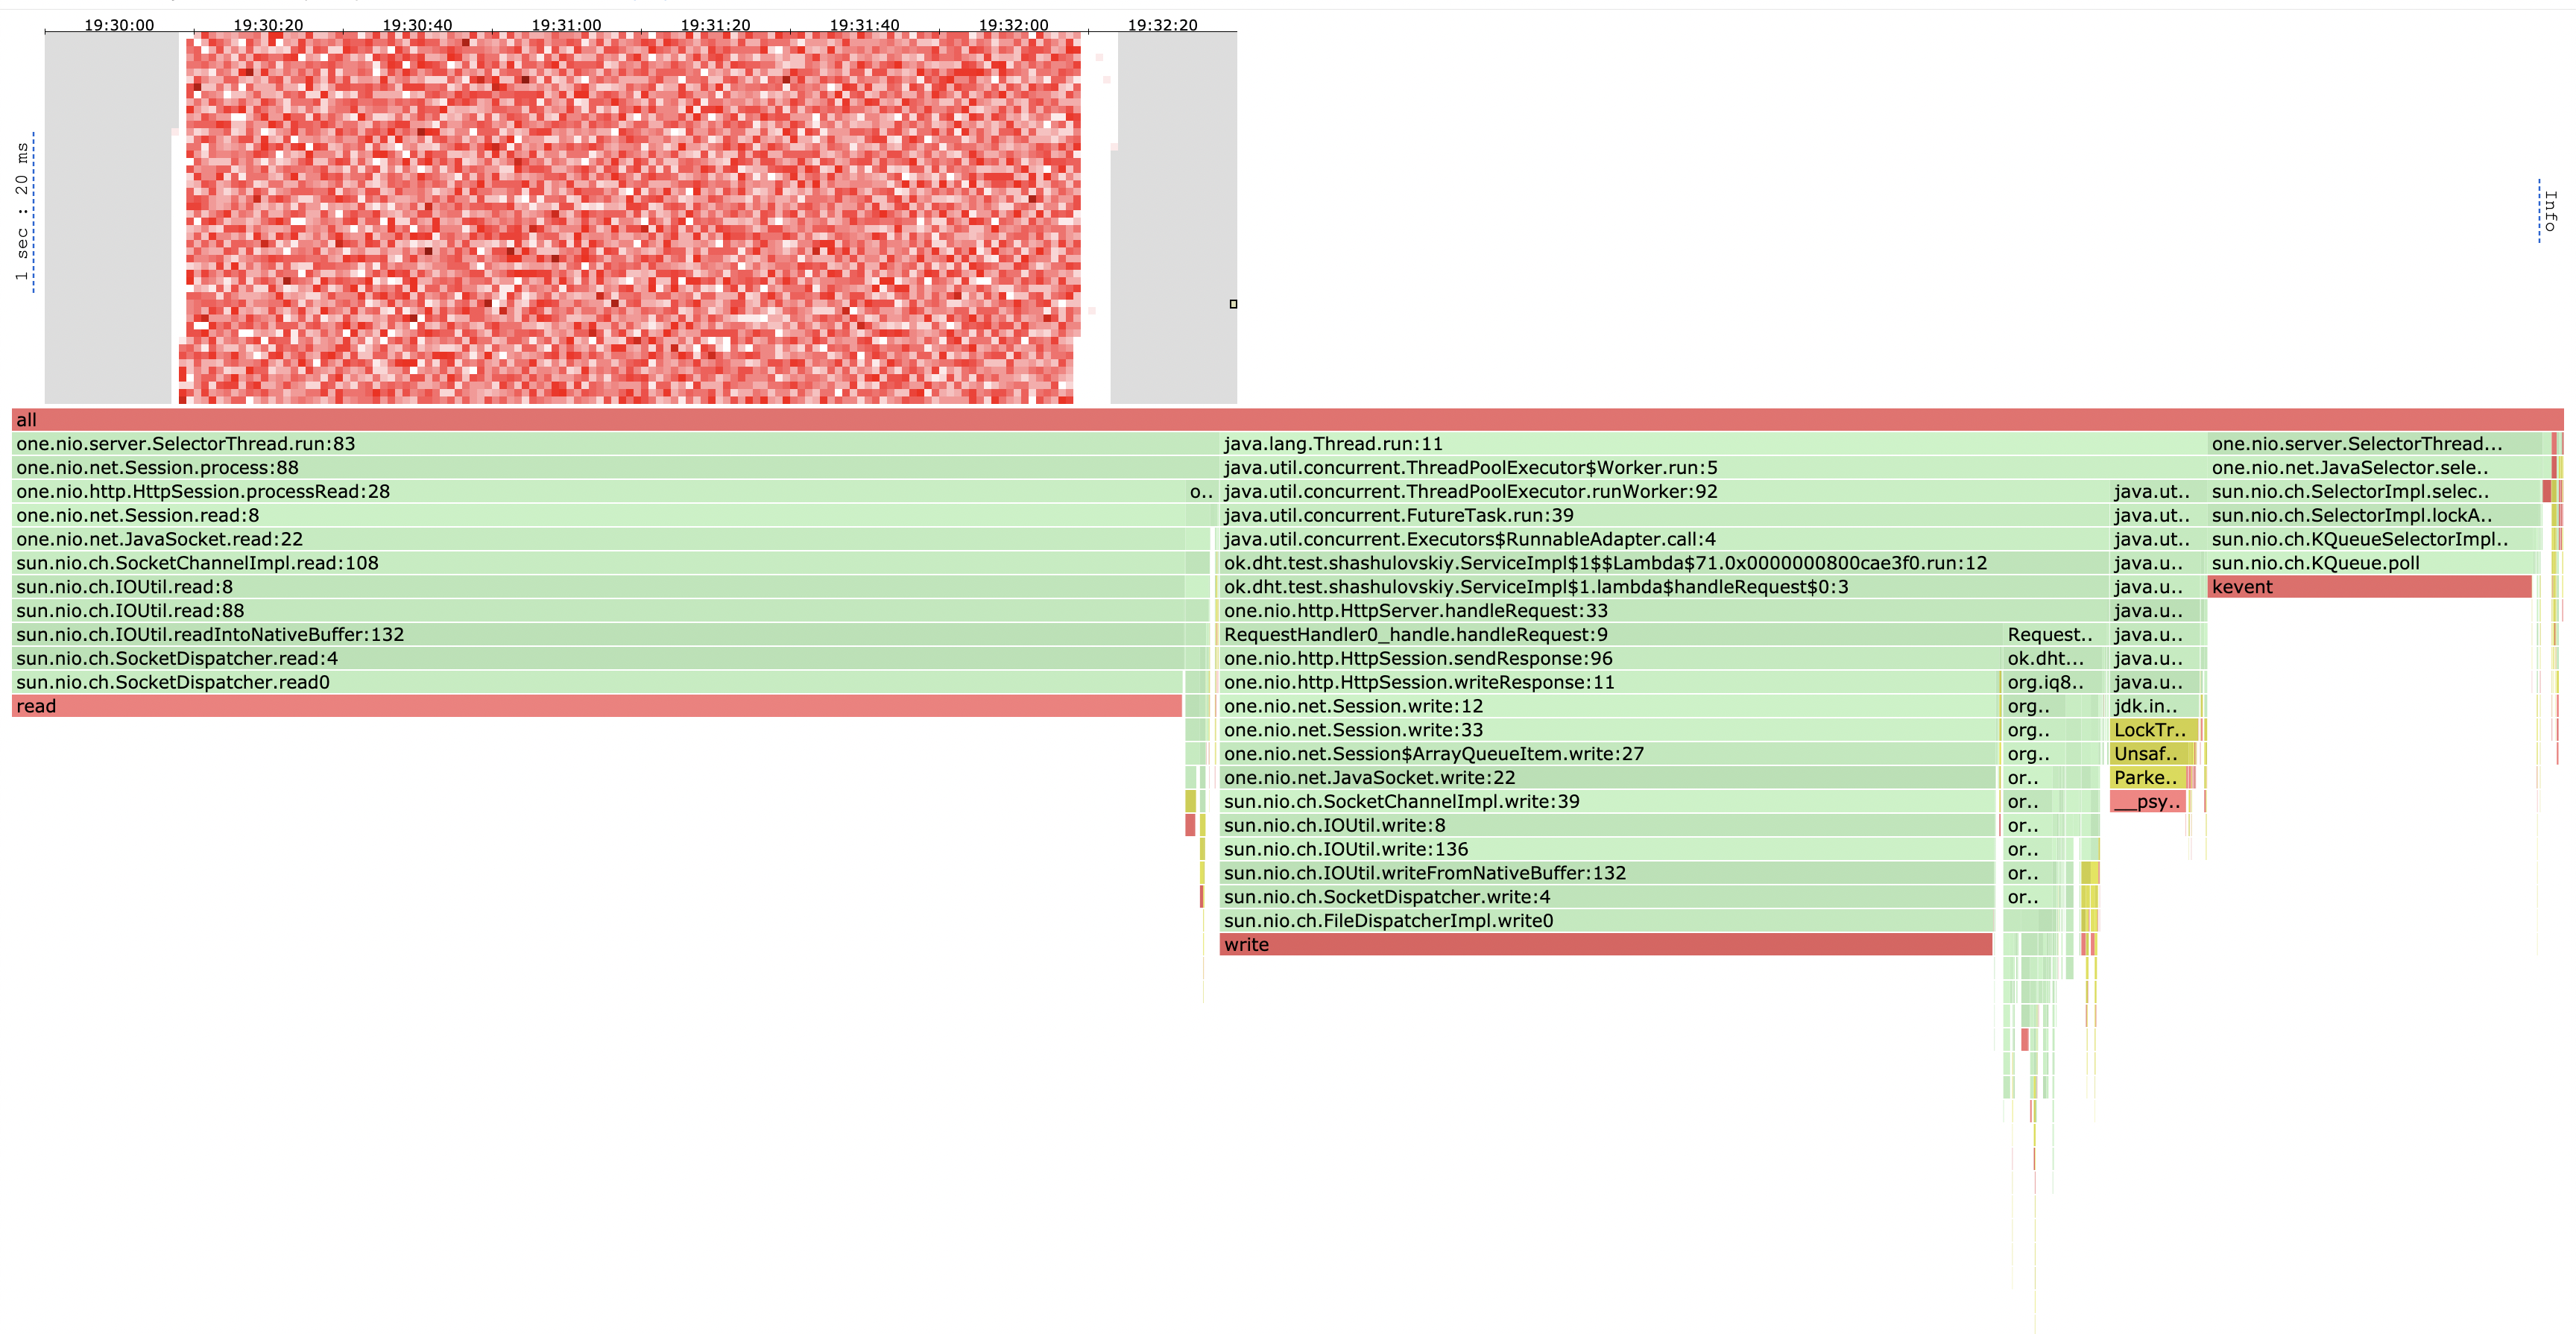 19:30:00 19:30:20 19:30:40 19:31:00 19:31:20 19:31:40 19:32:00 19:32:20
1 sec : 20 ms
Info
all
one.nio.server.SelectorThread.run:83 java.lang.Thread.run:11 one.nio.server.SelectorThread...
one.nio.net.Session.process:88 java.util.concurrent.ThreadPoolExecutor$Worker.run:5 one.nio.net.JavaSelector.sele..
one.nio.http.HttpSession.processRead:28 o.. java.util.concurrent.ThreadPoolExecutor.runWorker:92 java.ut.. sun.nio.ch.SelectorImpl.selec..
one.nio.net.Session.read:8 java.util.concurrent.FutureTask.run:39 java.ut.. sun.nio.ch.SelectorImpl.lockA..
one.nio.net.JavaSocket.read:22 java.util.concurrent.Executors$RunnableAdapter.call:4 java.ut.. sun.nio.ch.KQueueSelectorImpl..
sun.nio.ch.SocketChannelImpl.read:108 ok.dht.test.shashulovskiy.ServiceImpl$1$$Lambda$71.0x0000000800cae3f0.run:12 java.u.. sun.nio.ch.KQueue.poll
sun.nio.ch.IOUtil.read:8 ok.dht.test.shashulovskiy.ServiceImpl$1.lambda$handleRequest$0:3 java.u.. kevent
sun.nio.ch.IOUtil.read:88 one.nio.http.HttpServer.handleRequest:33 java.u..
sun.nio.ch.IOUtil.readIntoNativeBuffer:132 RequestHandler0_handle.handleRequest:9 Request.. java.u..
sun.nio.ch.SocketDispatcher.read:4 one.nio.http.HttpSession.sendResponse:96 ok.dht... java.u..
sun.nio.ch.SocketDispatcher.read0 one.nio.http.HttpSession.writeResponse:11 org.iq8.. java.u..
read one.nio.net.Session.write:12 org.. jdk.in..
one.nio.net.Session.write:33 org.. LockTr..
one.nio.net.Session$ArrayQueueItem.write:27 org.. Unsaf..
one.nio.net.JavaSocket.write:22 or.. Parke..
sun.nio.ch.SocketChannelImpl.write:39 or.. __psy..
sun.nio.ch.IOUtil.write:8 or..
sun.nio.ch.IOUtil.write:136 or..
sun.nio.ch.IOUtil.writeFromNativeBuffer:132 or..
sun.nio.ch.SocketDispatcher.write:4 or..
sun.nio.ch.FileDispatcherImpl.write0
write